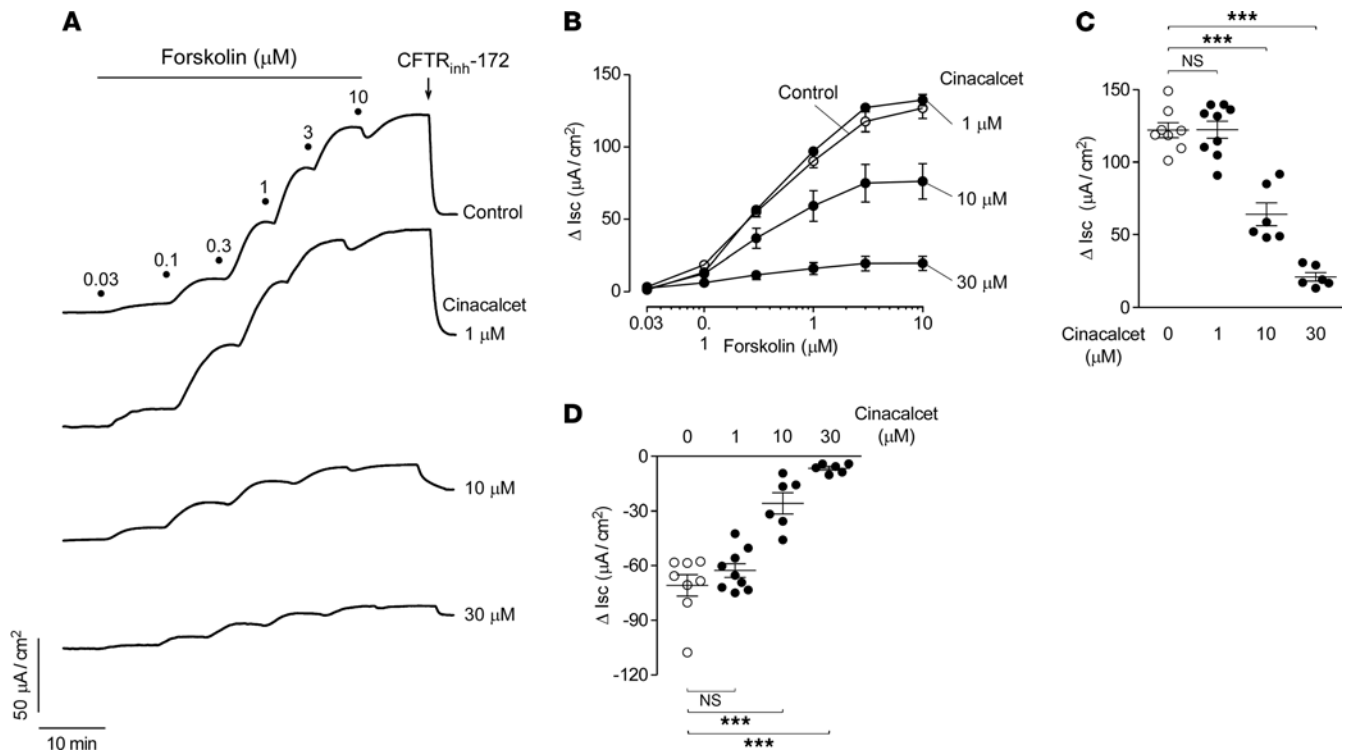 A
Forskolin (μM)
CFTRinh-172
10
3
1
0.3
0.1
0.03
Control
Cinacalcet
1 μM
10 μM
30 μM
50 μA / cm²
10 min
B
Δ Isc (μA / cm²)
150
100
50
0
Control
Cinacalcet
1 μM
10 μM
30 μM
0.03
0.
1
1
10
Forskolin (μM)
C
***
***
NS
Δ Isc (μA / cm²)
150
100
50
0
Cinacalcet
(μM)
0
1
10
30
D
Cinacalcet
(μM)
0
1
10
30
Δ Isc (μA / cm²)
0
-30
-60
-90
-120
NS
***
***